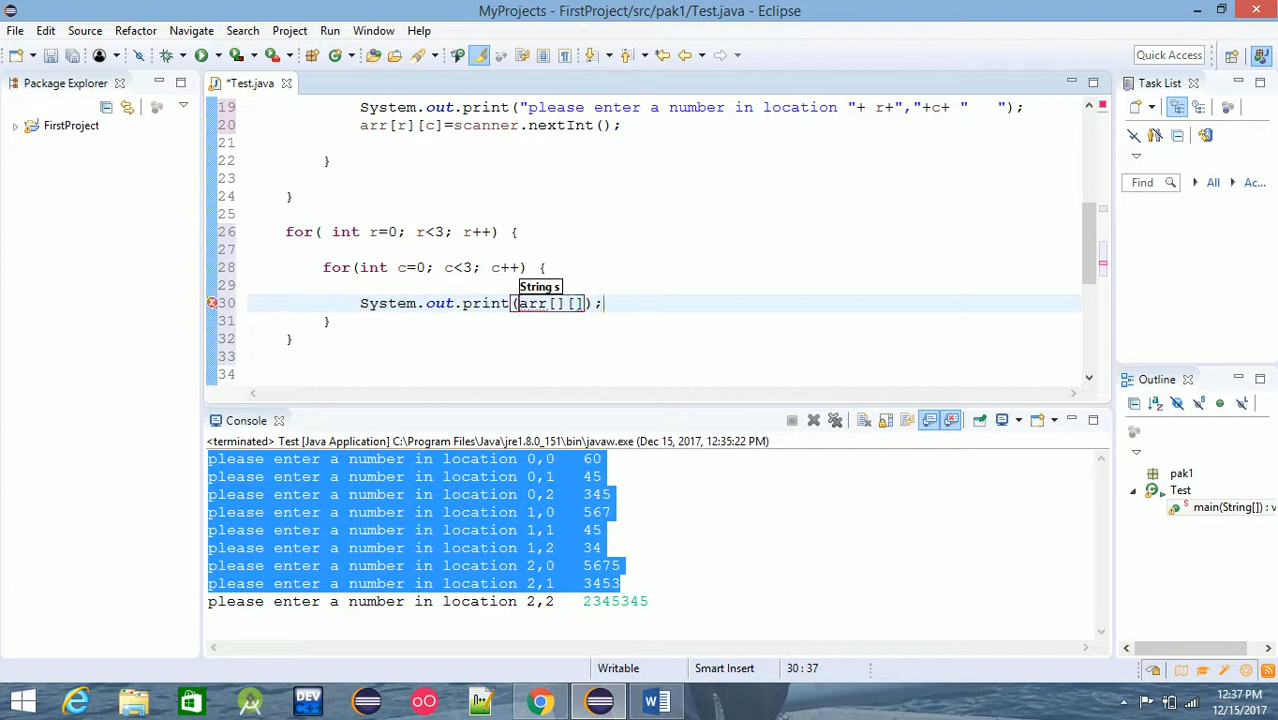 MyProjects - FirstProject/src/pak1/Test.java - Eclipse
File Edit Source Refactor Navigate Search Project Run Window Help
Quick Access
Package Explorer
*Test.java
Task List
FirstProject
19 System.out.print("please enter a number in location "+ r+","+c+ "   ");
20 arr[r][c]=scanner.nextInt();
21
22 }
23
24 }
25
26 for( int r=0; r<3; r++) {
27
28 for(int c=0; c<3; c++) {
29
String s
30 System.out.print(arr[][]);
31 }
32 }
33
34
Find All Ac...
Outline
pak1
Test
main(String[]) : v
Console
<terminated> Test [Java Application] C:\Program Files\Java\jre1.8.0_151\bin\javaw.exe (Dec 15, 2017, 12:35:22 PM)
please enter a number in location 0,0 60
please enter a number in location 0,1 45
please enter a number in location 0,2 345
please enter a number in location 1,0 567
please enter a number in location 1,1 45
please enter a number in location 1,2 34
please enter a number in location 2,0 5675
please enter a number in location 2,1 3453
please enter a number in location 2,2 2345345
Writable Smart Insert 30 : 37
DEV
12:37 PM
12/15/2017